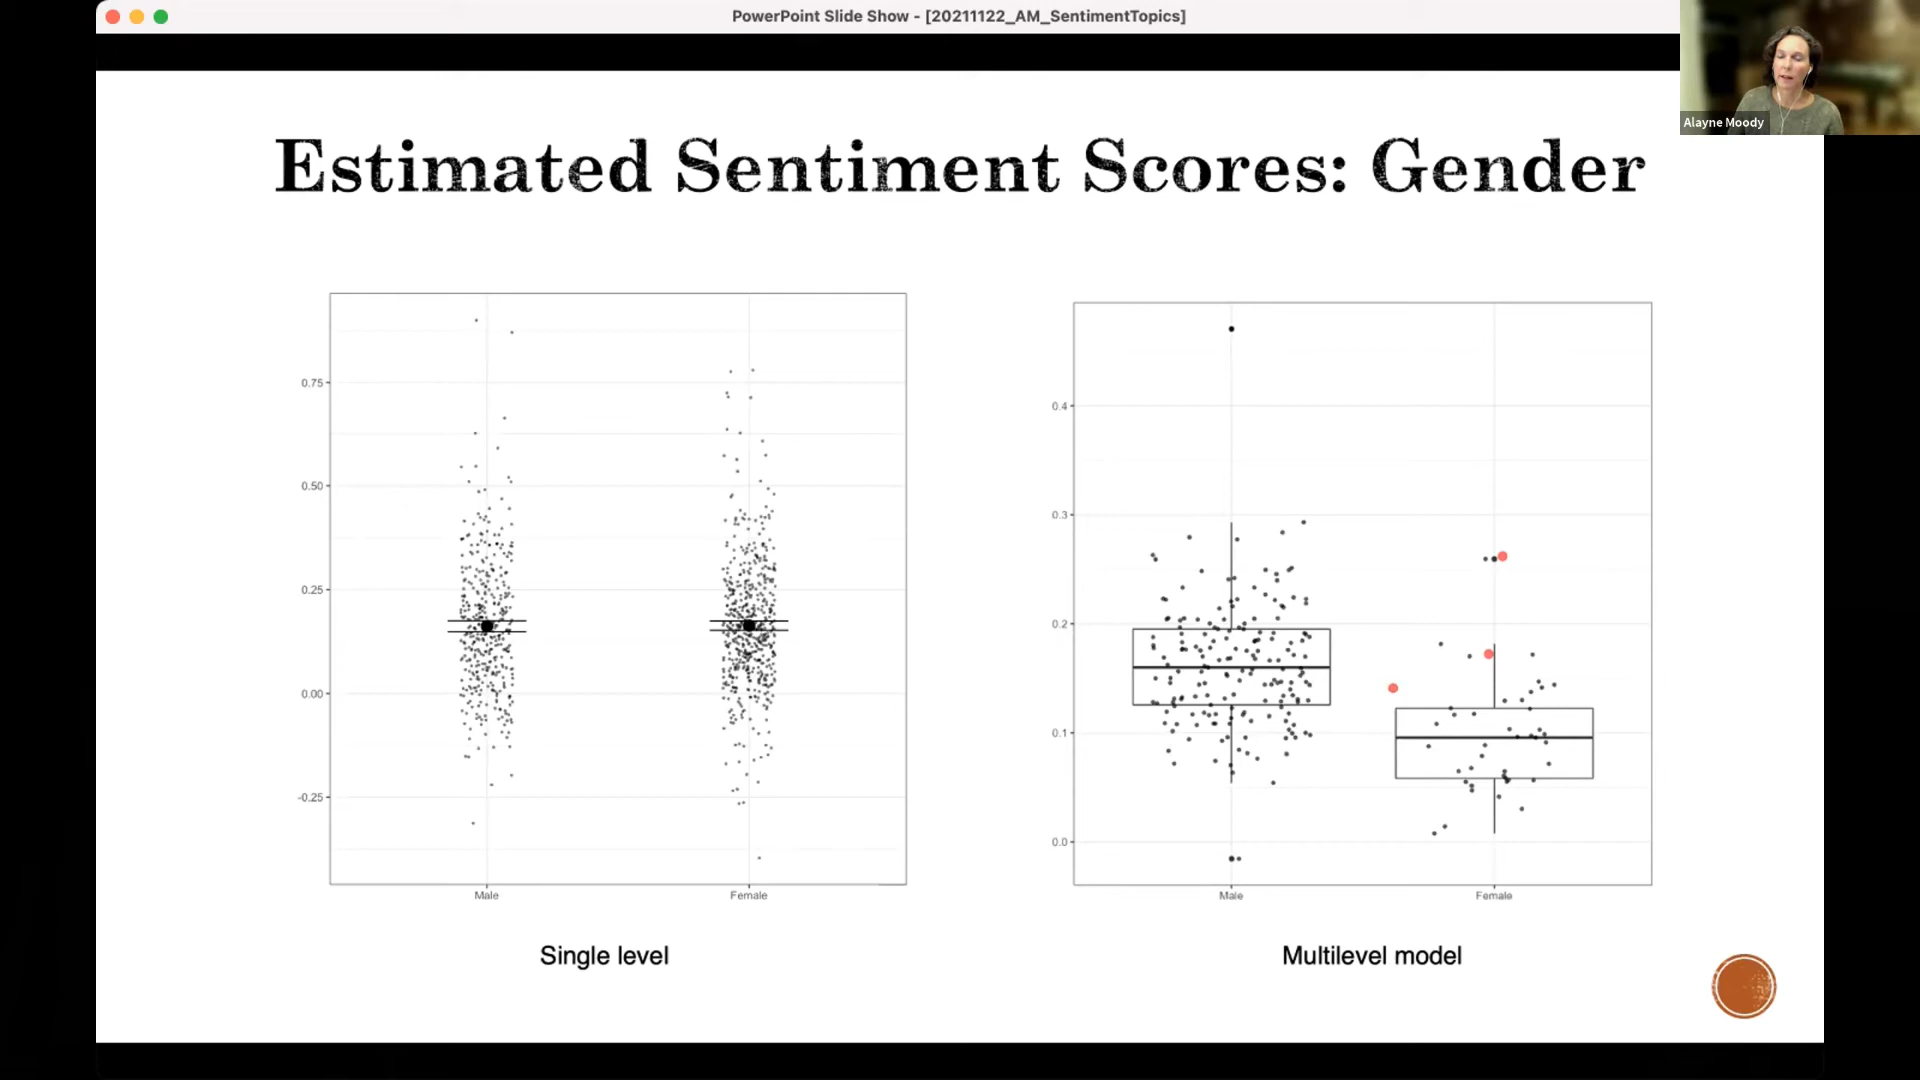 PowerPoint Slide Show - [20211122_AM_SentimentTopics]
Alayne Moody
Estimated Sentiment Scores: Gender
0.75
0.50
0.25
0.00
-0.25
Male
Female
0.4
0.3
0.2
0.1
0.0
Male
Female
Single level
Multilevel model